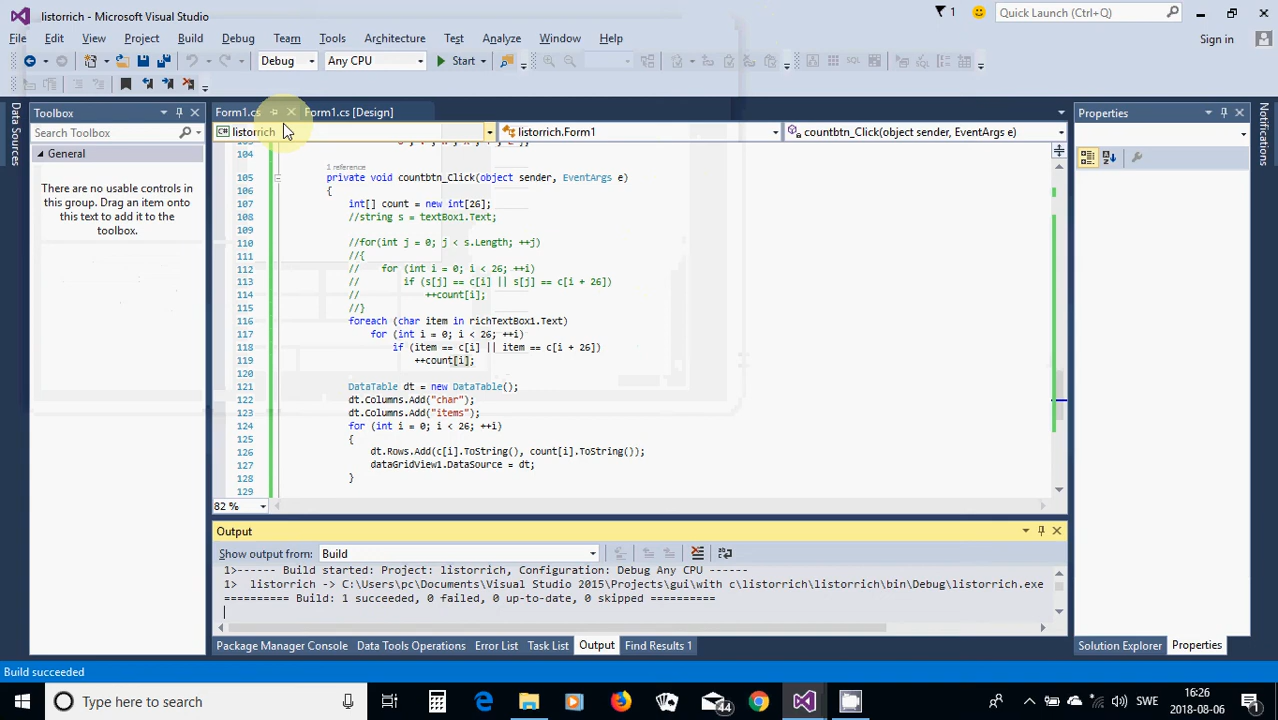 listorrich - Microsoft Visual Studio
1
Quick Launch (Ctrl+Q)
File Edit View Project Build Debug Team Tools Architecture Test Analyze Window Help
Sign in
Debug Any CPU Start
Data Sources
Toolbox
Search Toolbox
General
There are no usable controls in
this group. Drag an item onto
this text to add it to the
toolbox.
Form1.cs Form1.cs [Design]
listorrich listorrich.Form1 countbtn_Click(object sender, EventArgs e)
104
1 reference
105 private void countbtn_Click(object sender, EventArgs e)
106 {
107 int[] count = new int[26];
108 //string s = textBox1.Text;
109
110 //for(int j = 0; j < s.Length; ++j)
111 //{
112 // for (int i = 0; i < 26; ++i)
113 // if (s[j] == c[i] || s[j] == c[i + 26])
114 // ++count[i];
115 //}
116 foreach (char item in richTextBox1.Text)
117 for (int i = 0; i < 26; ++i)
118 if (item == c[i] || item == c[i + 26])
119 ++count[i];
120
121 DataTable dt = new DataTable();
122 dt.Columns.Add("char");
123 dt.Columns.Add("items");
124 for (int i = 0; i < 26; ++i)
125 {
126 dt.Rows.Add(c[i].ToString(), count[i].ToString());
127 dataGridView1.DataSource = dt;
128 }
129
82 %
Properties
Output
Show output from: Build
1>------ Build started: Project: listorrich, Configuration: Debug Any CPU ------
1> listorrich -> C:\Users\pc\Documents\Visual Studio 2015\Projects\gui\with c\listorrich\listorrich\bin\Debug\listorrich.exe
========== Build: 1 succeeded, 0 failed, 0 up-to-date, 0 skipped ==========
Package Manager Console Data Tools Operations Error List Task List Output Find Results 1
Solution Explorer Properties
Build succeeded
Type here to search
44
SWE
16:26
2018-08-06
1